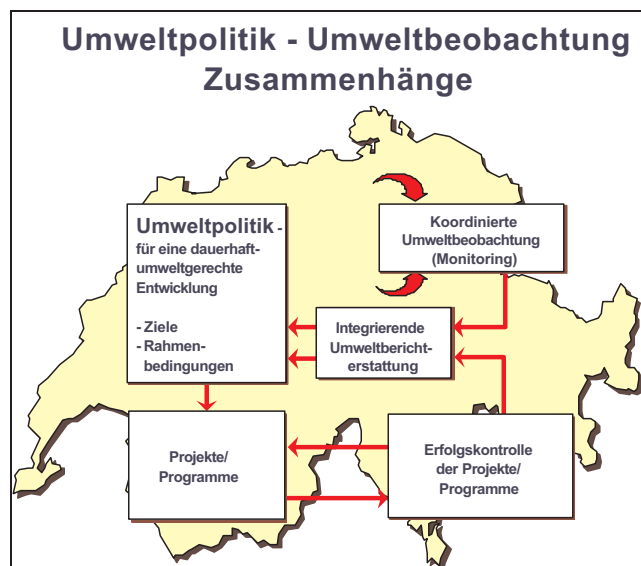 Umweltpolitik - Umweltbeobachtung
Zusammenhänge
Umweltpolitik -
für eine dauerhaft-
umweltgerechte
Entwicklung
- Ziele
- Rahmen-
bedingungen
Koordinierte
Umweltbeobachtung
(Monitoring)
Integrierende
Umweltbericht-
erstattung
Projekte/
Programme
Erfolgskontrolle
der Projekte/
Programme